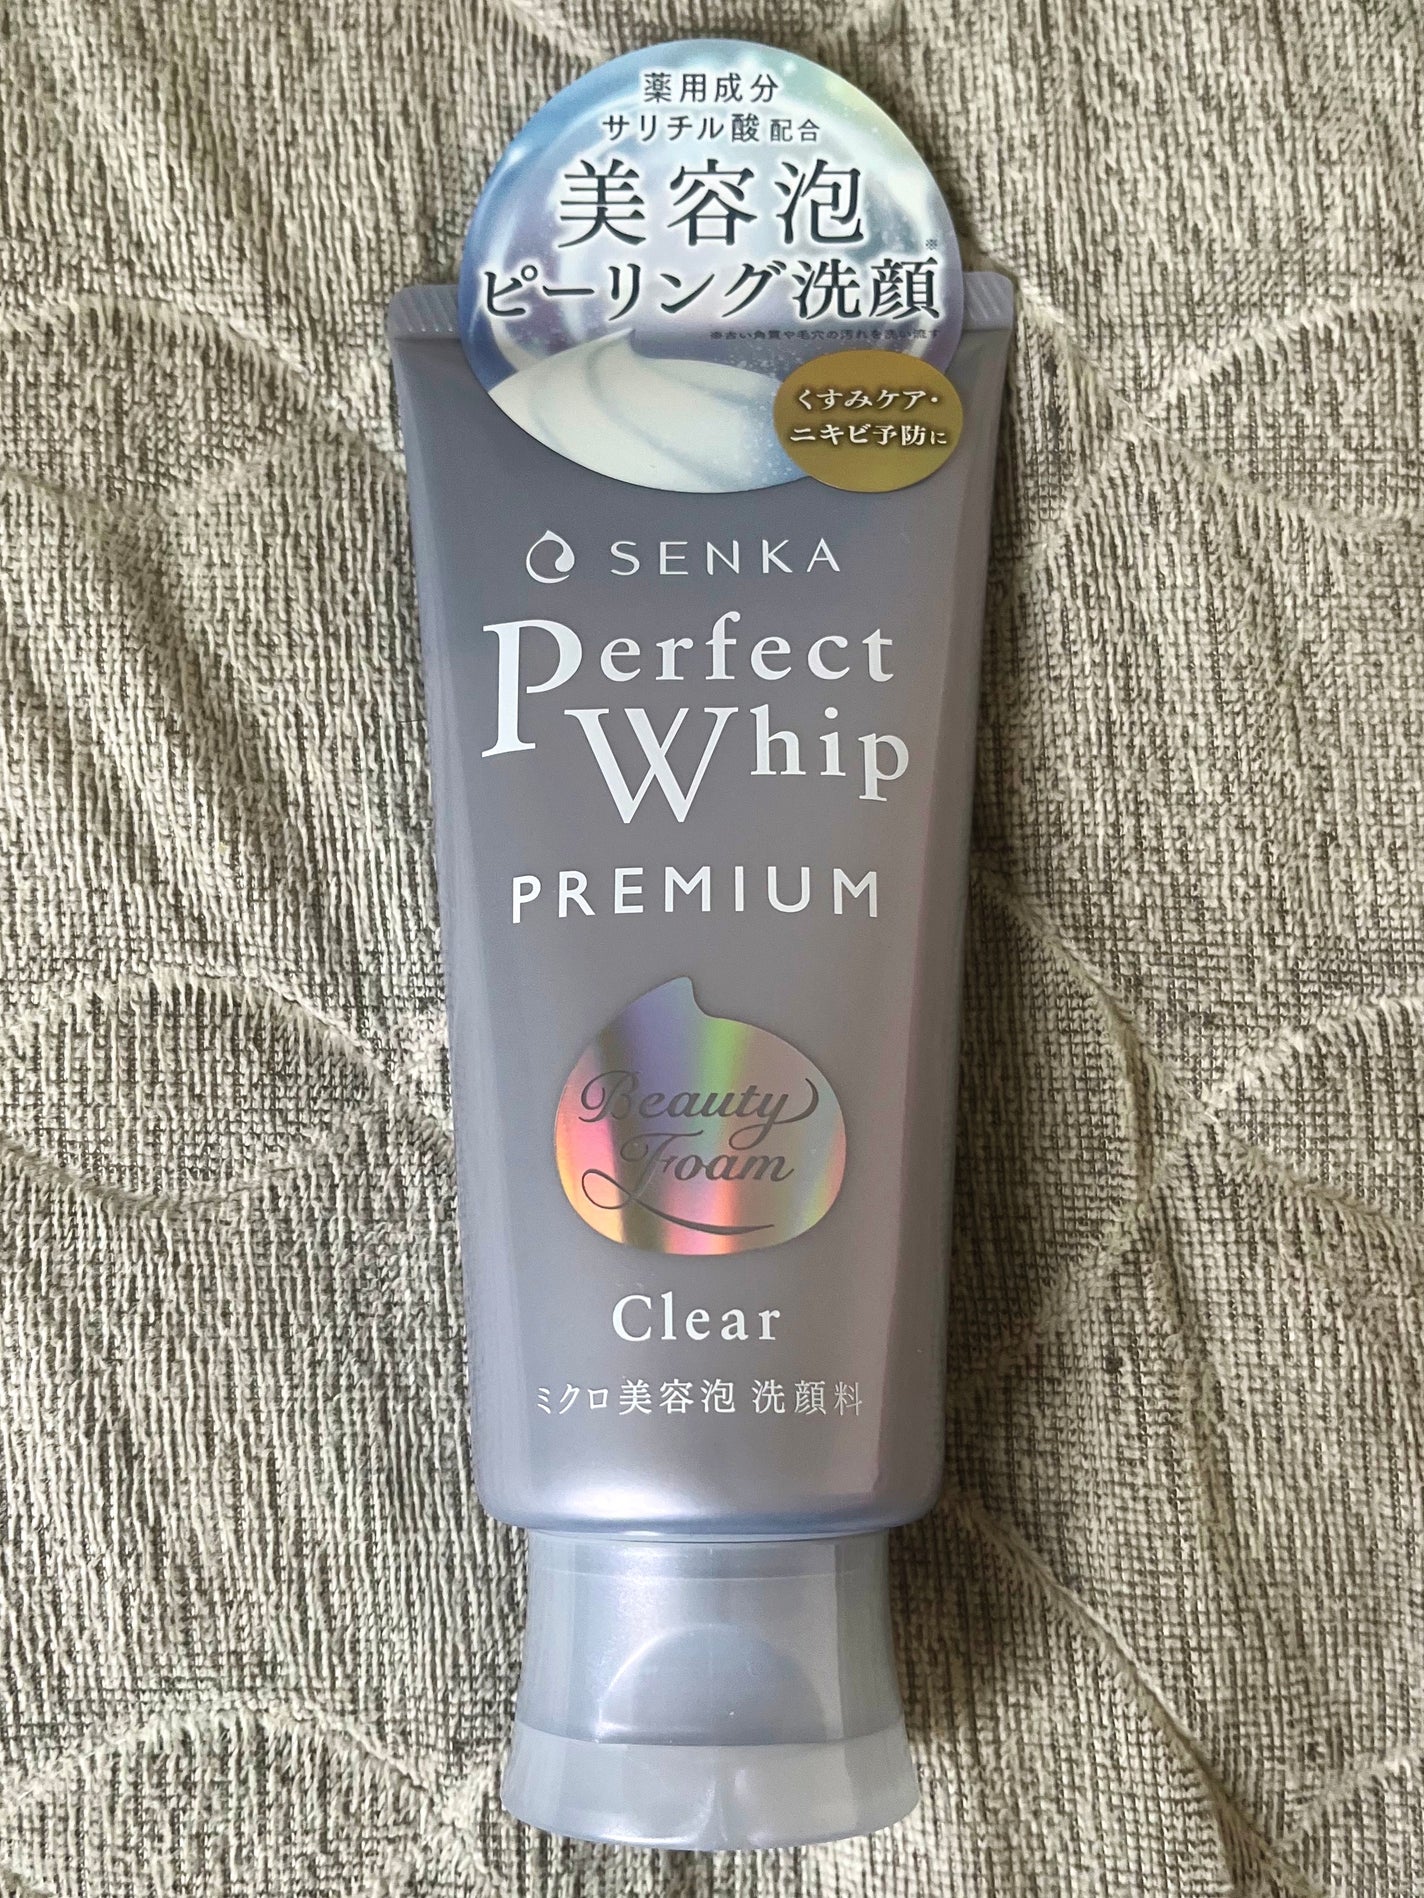 薬用成分
サリチル酸配合
美容泡
ピーリング洗顔※
※古い角質や毛穴の汚れを洗い流す
くすみケア・
ニキビ予防に
SENKA
Perfect
Whip
PREMIUM
Beauty
Foam
Clear
ミクロ美容泡 洗顔料